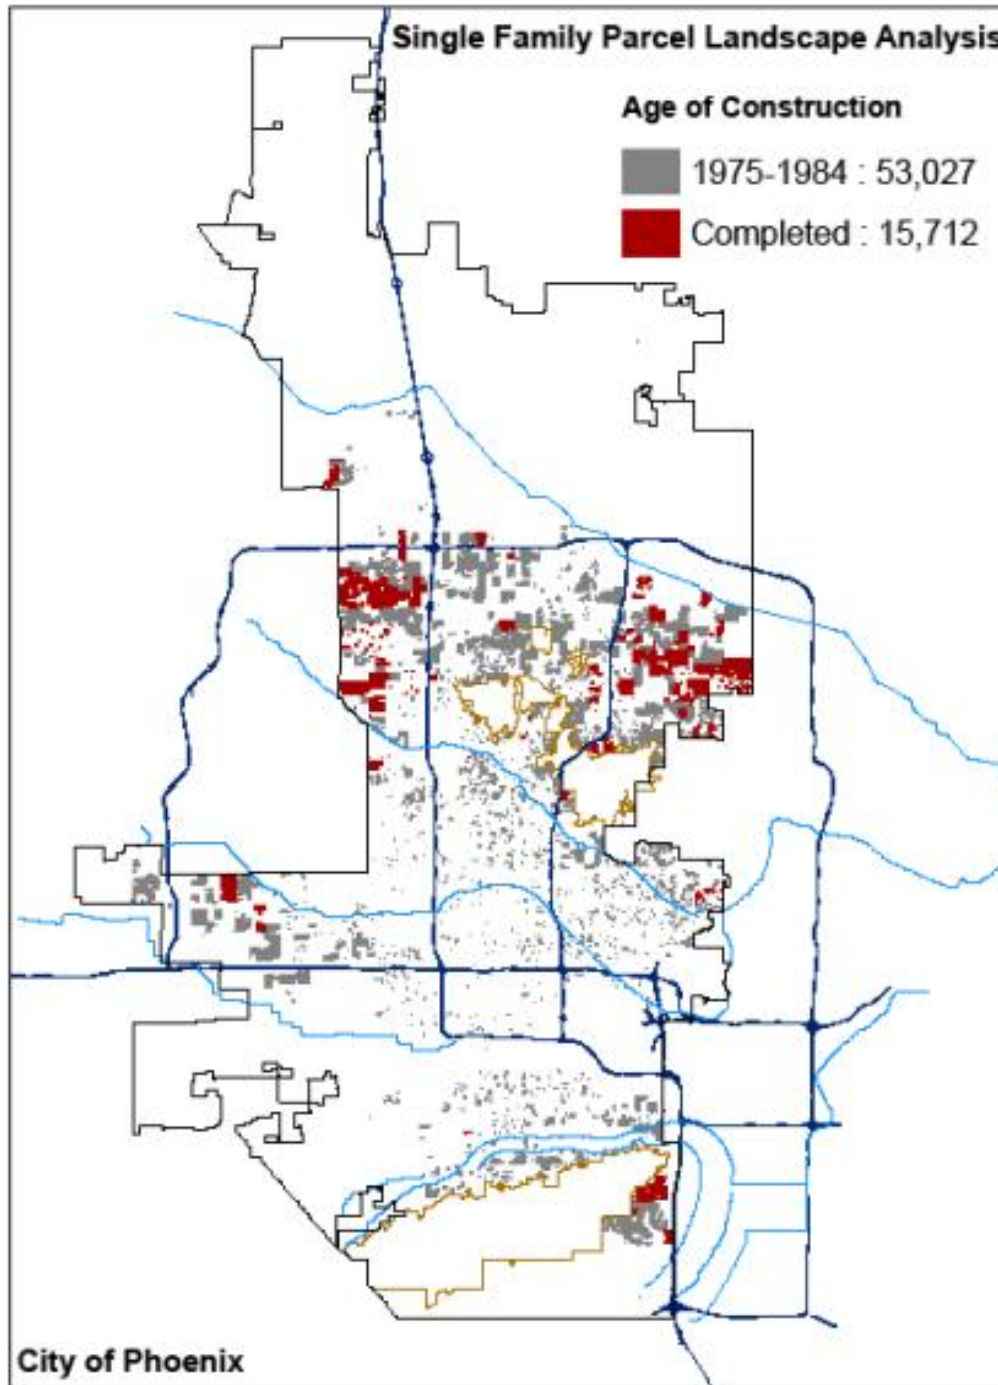 Single Family Parcel Landscape Analysis
Age of Construction
1975-1984 : 53,027
Completed : 15,712
City of Phoenix